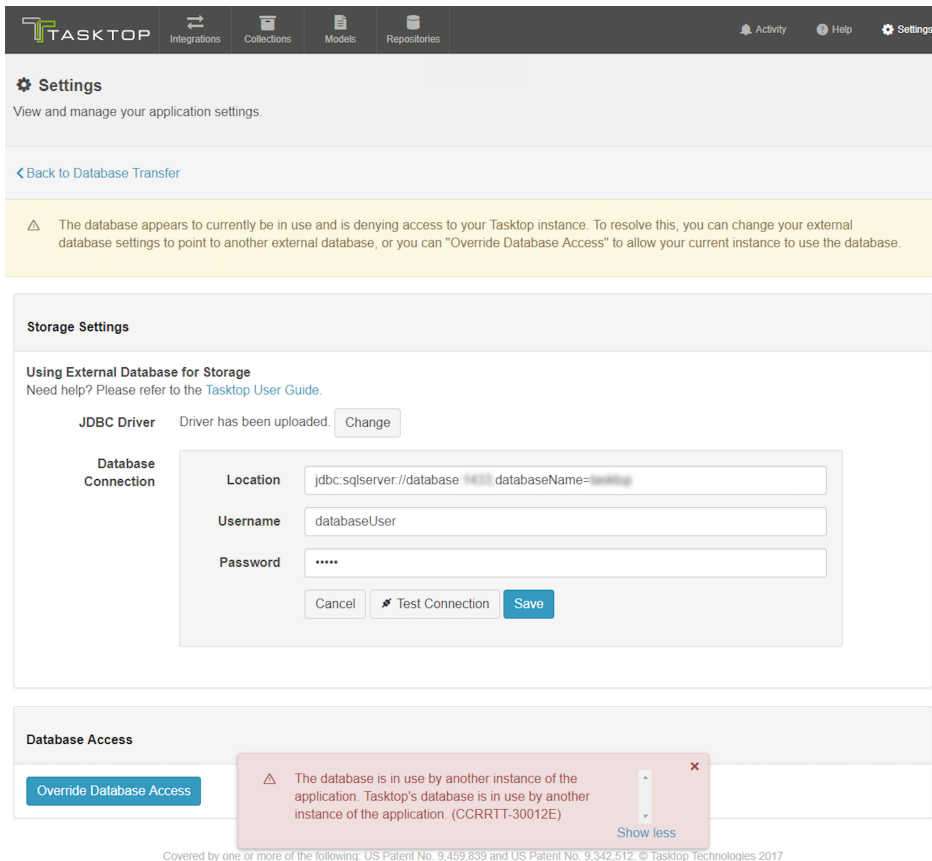 TASKTOP
Integrations
Collections
Models
Repositories
Activity
Help
Settings
Settings
View and manage your application settings.
Back to Database Transfer
The database appears to currently be in use and is denying access to your Tasktop instance. To resolve this, you can change your external
database settings to point to another external database, or you can "Override Database Access" to allow your current instance to use the database.
Storage Settings
Using External Database for Storage
Need help? Please refer to the Tasktop User Guide.
JDBC Driver
Driver has been uploaded.
Change
Database
Connection
Location
jdbc:sqlserver://database databaseName=
Username
databaseUser
Password
•••••
Cancel
Test Connection
Save
Database Access
Override Database Access
The database is in use by another instance of the
application. Tasktop's database is in use by another
instance of the application. (CCRRTT-30012E)
×
Show less
Covered by one or more of the following: US Patent No. 9,459,839 and US Patent No. 9,342,512. © Tasktop Technologies 2017